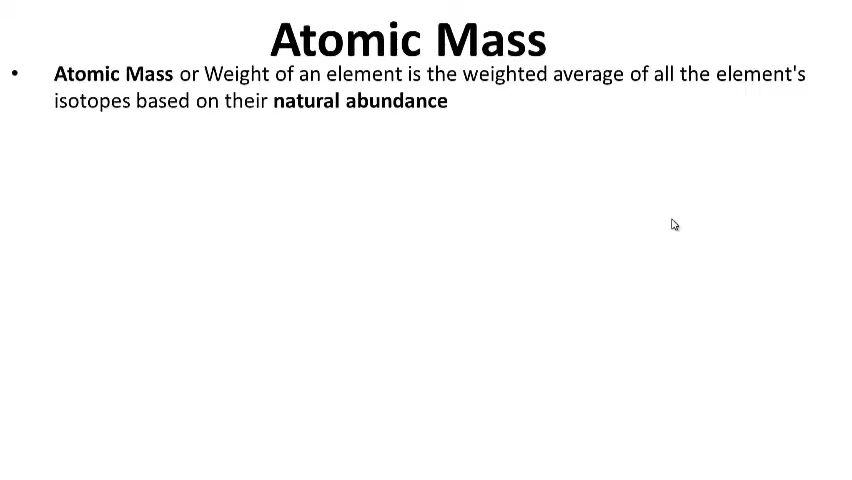 Atomic Mass
• Atomic Mass or Weight of an element is the weighted average of all the element's
isotopes based on their natural abundance